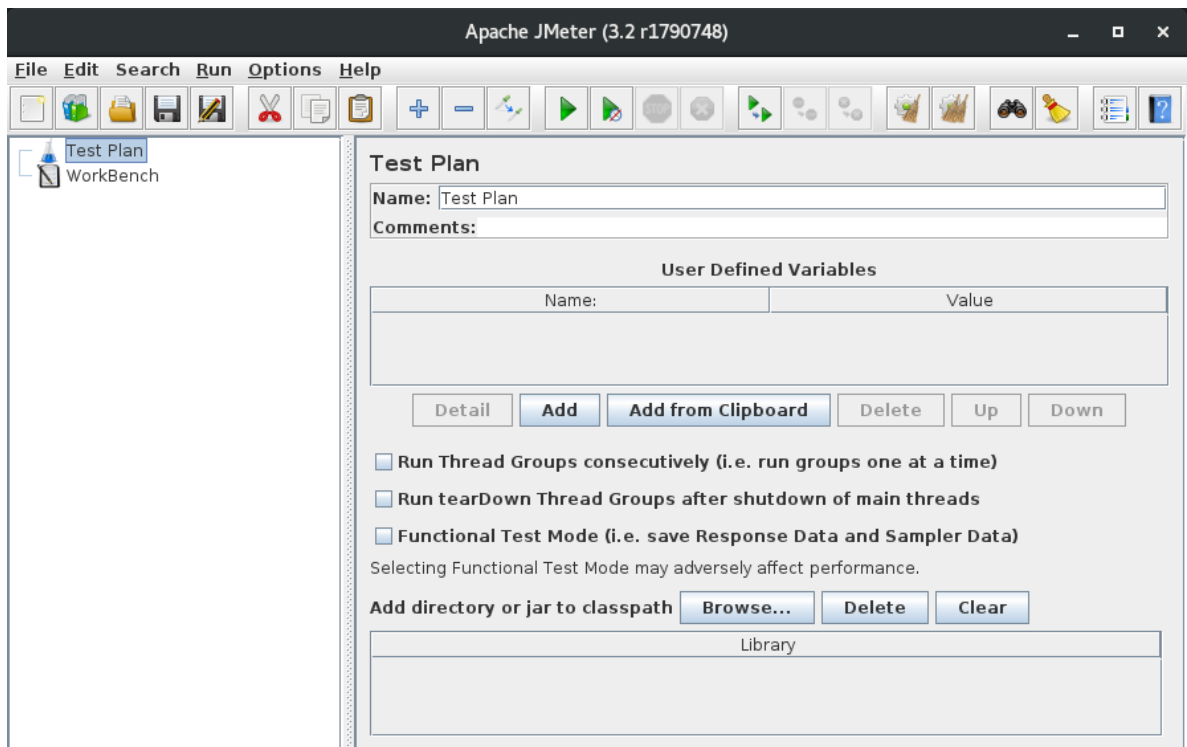 Apache JMeter (3.2 r1790748)
File Edit Search Run Options Help
STOP
Test Plan
WorkBench
Test Plan
Name: Test Plan
Comments:
User Defined Variables
Name: Value
Detail Add Add from Clipboard Delete Up Down
Run Thread Groups consecutively (i.e. run groups one at a time)
Run tearDown Thread Groups after shutdown of main threads
Functional Test Mode (i.e. save Response Data and Sampler Data)
Selecting Functional Test Mode may adversely affect performance.
Add directory or jar to classpath Browse... Delete Clear
Library